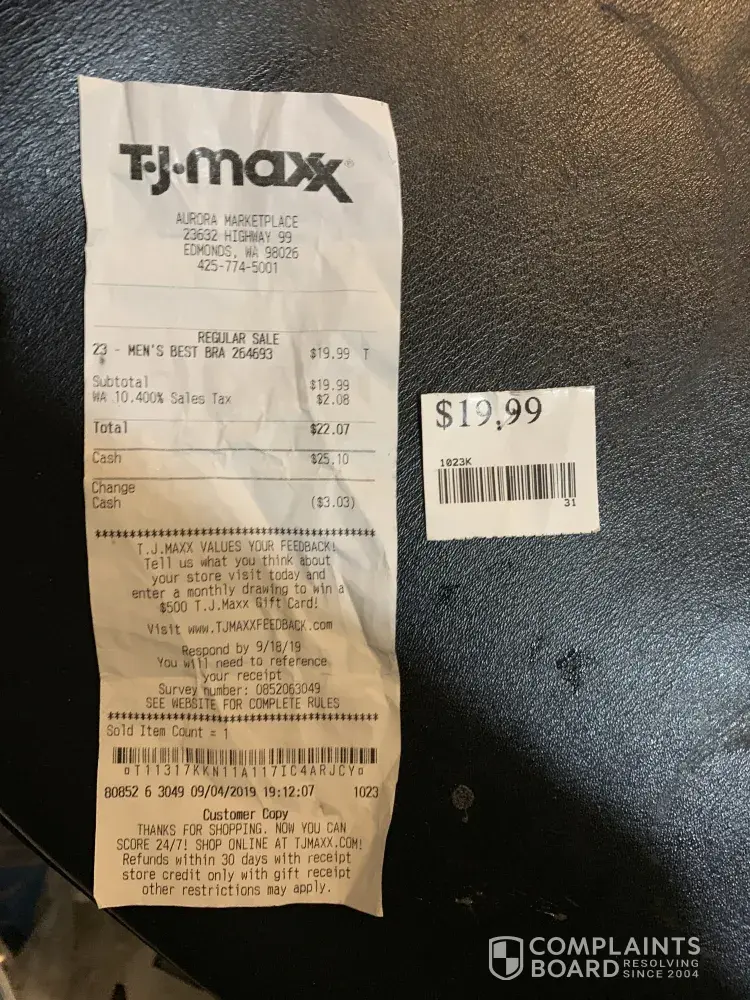 T.J.maxx®
AURORA MARKETPLACE
23632 HIGHWAY 99
EDMONDS, WA 98026
425-774-5001
REGULAR SALE
23 - MEN'S BEST BRA 264693 $19.99 T
Subtotal $19.99
WA 10.400% Sales Tax $2.08
Total $22.07
Cash $25.10
Change
Cash ($3.03)
****************************************
T.J.MAXX VALUES YOUR FEEDBACK!
Tell us what you think about
your store visit today and
enter a monthly drawing to win a
$500 T.J.Maxx Gift Card!
Visit www.TJMAXXFEEDBACK.com
Respond by 9/18/19
You will need to reference
your receipt
Survey number: 0852063049
SEE WEBSITE FOR COMPLETE RULES
****************************************
Sold Item Count = 1
¤T11317KKN11A117IC4ARJCY¤
80852 6 3049 09/04/2019 19:12:07 1023
Customer Copy
THANKS FOR SHOPPING. NOW YOU CAN
SCORE 24/7! SHOP ONLINE AT TJMAXX.COM!
Refunds within 30 days with receipt
store credit only with gift receipt
other restrictions may apply.
$19.99
1023K
31
COMPLAINTS
BOARD RESOLVING
SINCE 2004